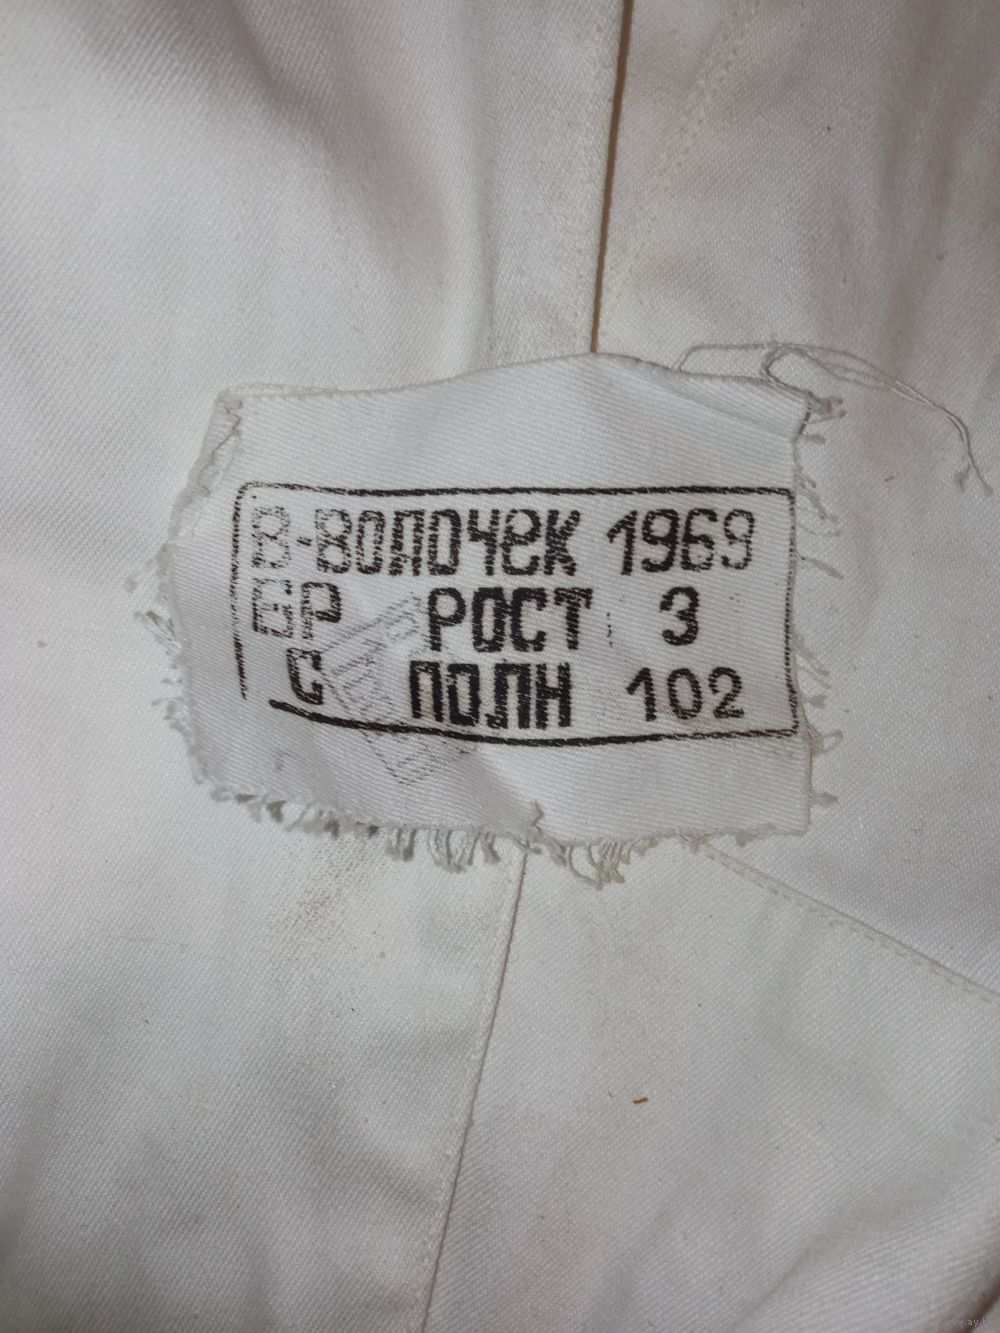 В-ВОЛОЧЕК 1969
БР РОСТ 3
С ПОЛН 102